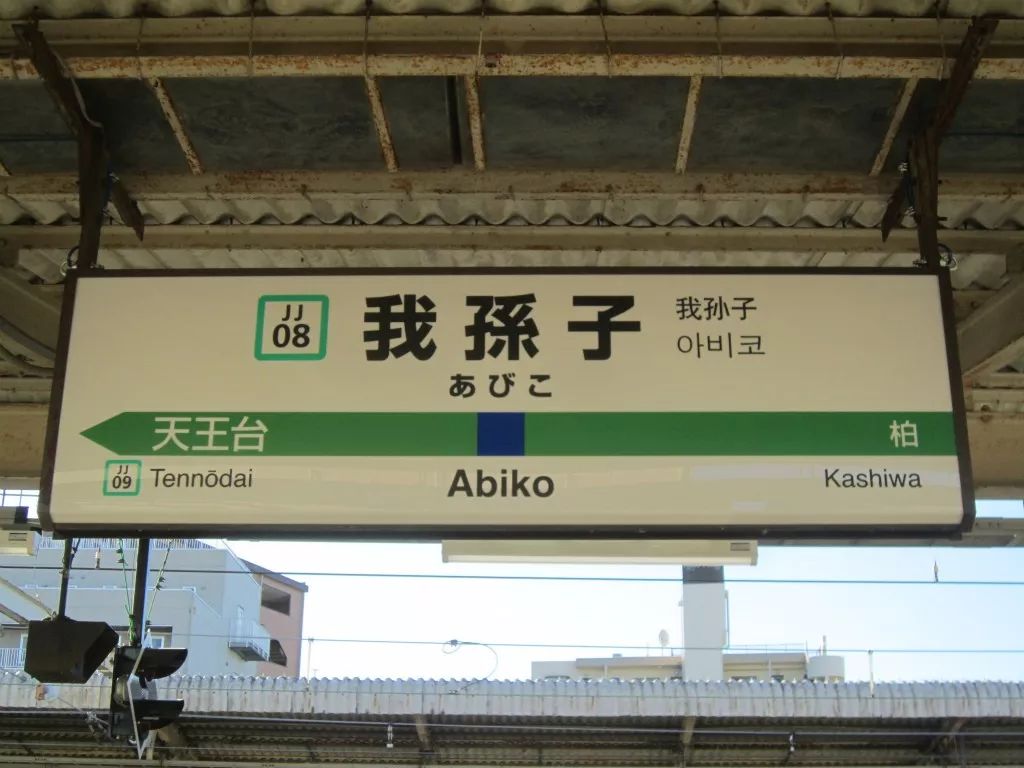 JJ
08
我孫子
我孙子
아비코
あびこ
天王台
柏
JJ
09
Tennōdai
Abiko
Kashiwa